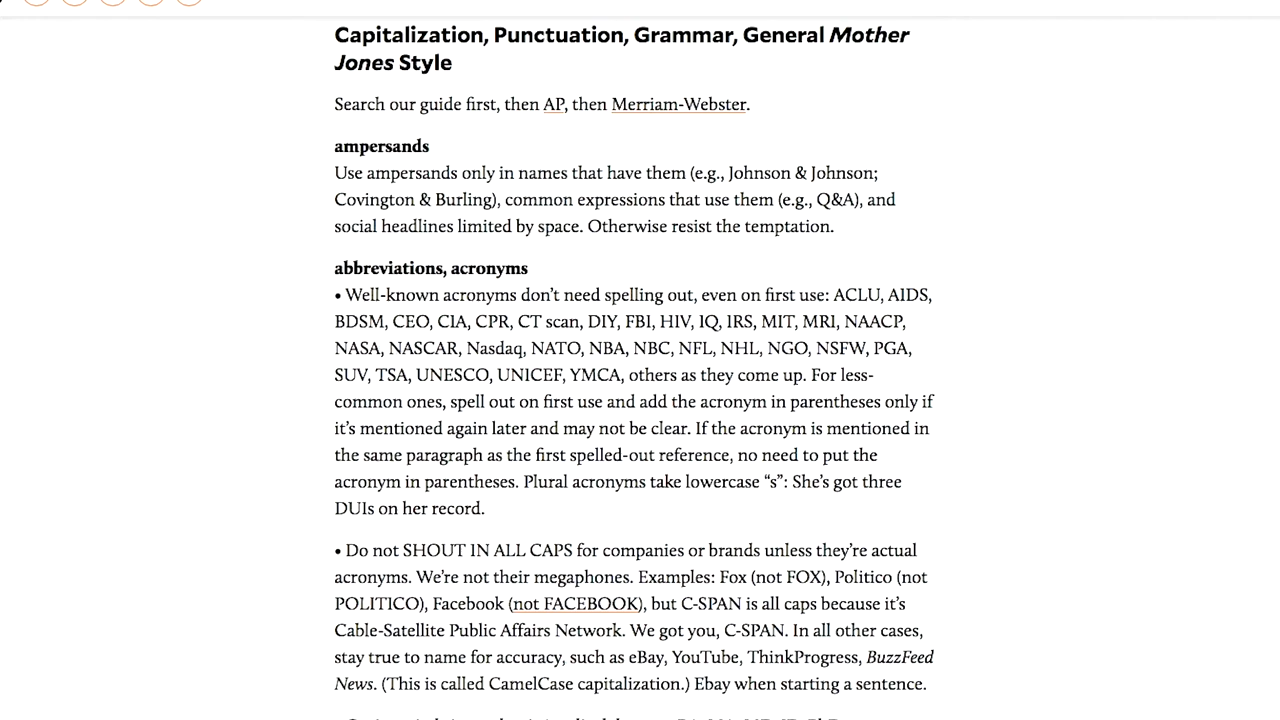 Capitalization, Punctuation, Grammar, General Mother
Jones Style
Search our guide first, then AP, then Merriam-Webster.
ampersands
Use ampersands only in names that have them (e.g., Johnson & Johnson;
Covington & Burling), common expressions that use them (e.g., Q&A), and
social headlines limited by space. Otherwise resist the temptation.
abbreviations, acronyms
• Well-known acronyms don’t need spelling out, even on first use: ACLU, AIDS,
BDSM, CEO, CIA, CPR, CT scan, DIY, FBI, HIV, IQ, IRS, MIT, MRI, NAACP,
NASA, NASCAR, Nasdaq, NATO, NBA, NBC, NFL, NHL, NGO, NSFW, PGA,
SUV, TSA, UNESCO, UNICEF, YMCA, others as they come up. For less-
common ones, spell out on first use and add the acronym in parentheses only if
it’s mentioned again later and may not be clear. If the acronym is mentioned in
the same paragraph as the first spelled-out reference, no need to put the
acronym in parentheses. Plural acronyms take lowercase “s”: She’s got three
DUIs on her record.
• Do not SHOUT IN ALL CAPS for companies or brands unless they’re actual
acronyms. We’re not their megaphones. Examples: Fox (not FOX), Politico (not
POLITICO), Facebook (not FACEBOOK), but C-SPAN is all caps because it’s
Cable-Satellite Public Affairs Network. We got you, C-SPAN. In all other cases,
stay true to name for accuracy, such as eBay, YouTube, ThinkProgress, BuzzFeed
News. (This is called CamelCase capitalization.) Ebay when starting a sentence.